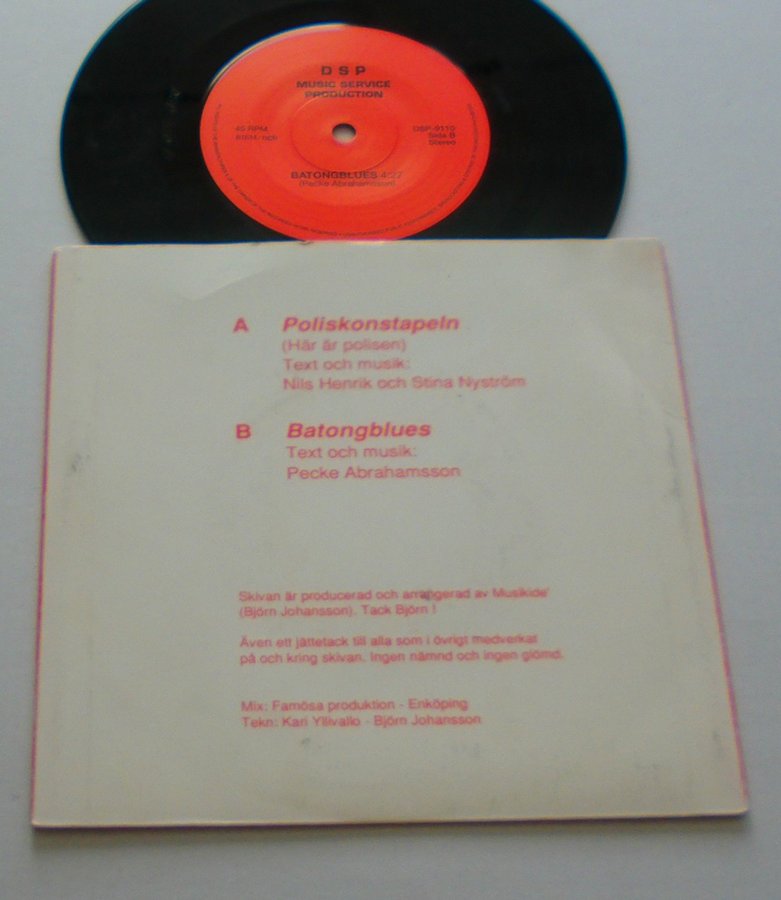 D S P
MUSIC SERVICE
PRODUCTION
45 RPM
DSP-9110
Side B
Stereo
BATONGBLUES 4:27
(Pecke Abrahamsson)
A Poliskonstapeln
(Här är polisen)
Text och musik:
Nils Henrik och Stina Nyström
B Batongblues
Text och musik:
Pecke Abrahamsson
Skivan är producerad och arrangerad av Musikide'
(Björn Johansson). Tack Björn !
Även ett jättetack till alla som i övrigt medverkat
på och kring skivan. Ingen nämnd och ingen glömd.
Mix: Famösa produktion - Enköping
Tekn: Kari Yllivallo - Björn Johansson